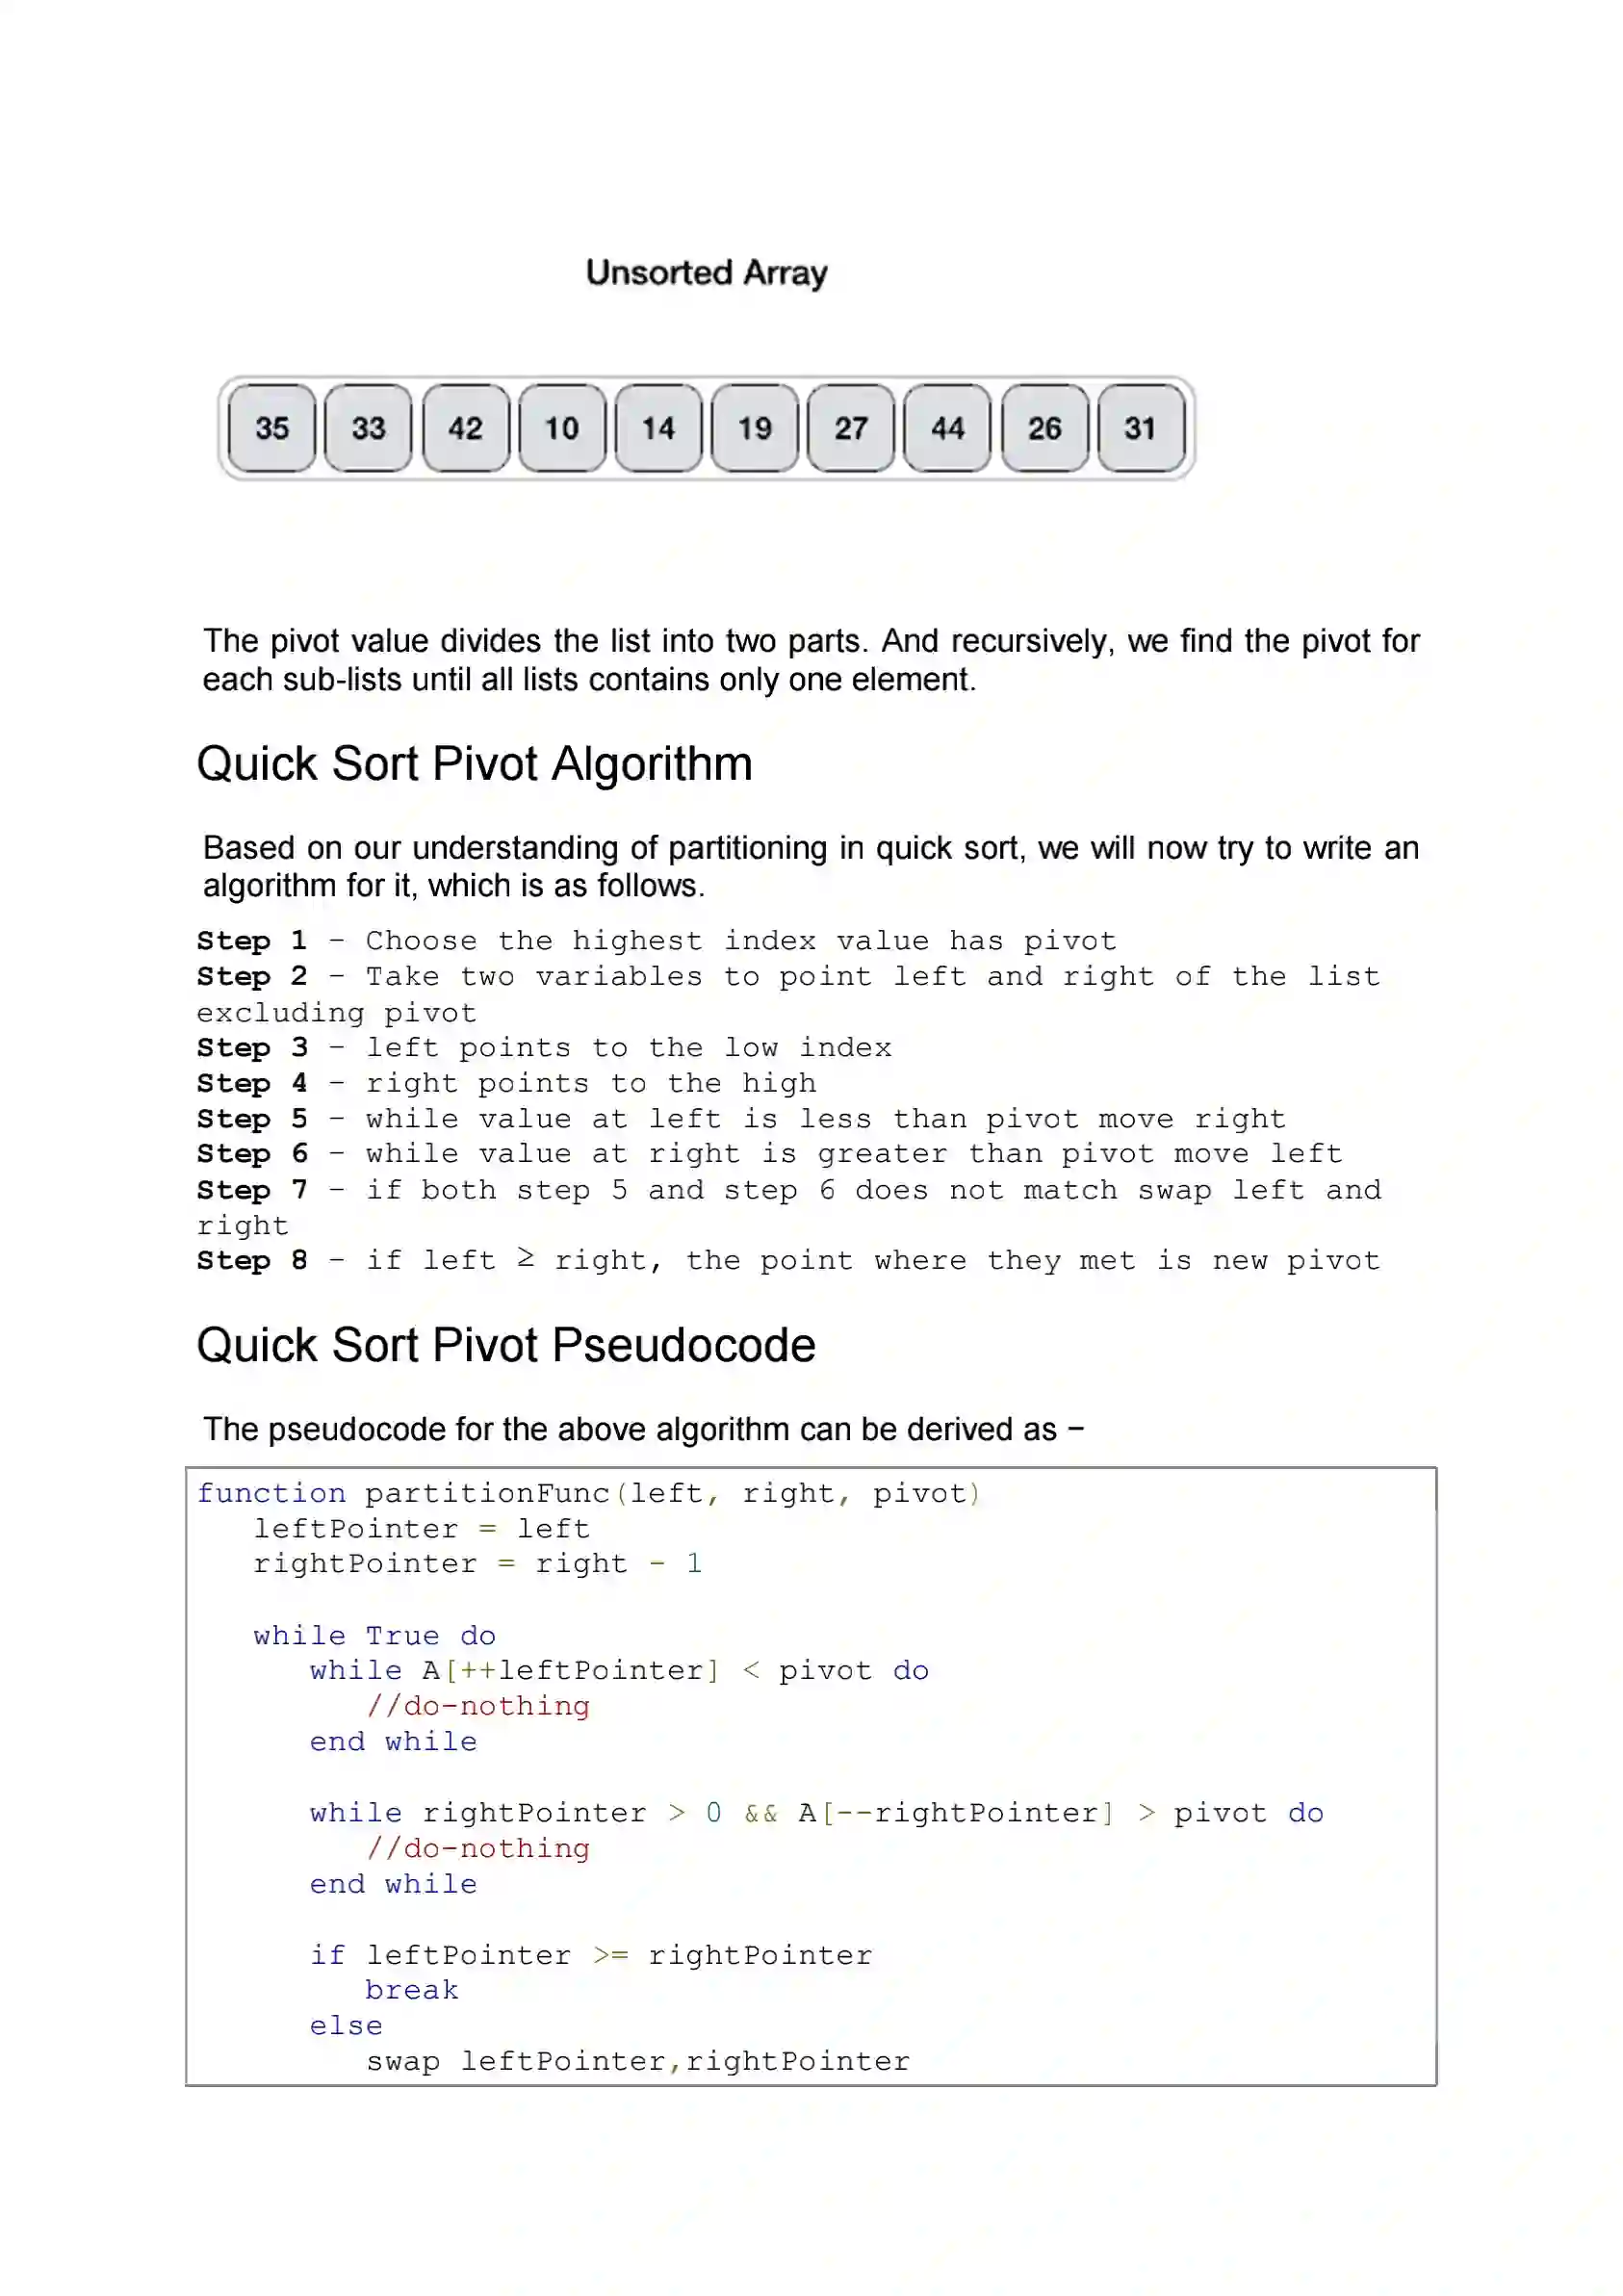 Unsorted Array
35 33 42 10 14 19 27 44 26 31
The pivot value divides the list into two parts. And recursively, we find the pivot for
each sub-lists until all lists contains only one element.
Quick Sort Pivot Algorithm
Based on our understanding of partitioning in quick sort, we will now try to write an
algorithm for it, which is as follows.
Step 1 − Choose the highest index value has pivot
Step 2 − Take two variables to point left and right of the list
excluding pivot
Step 3 − left points to the low index
Step 4 − right points to the high
Step 5 − while value at left is less than pivot move right
Step 6 − while value at right is greater than pivot move left
Step 7 − if both step 5 and step 6 does not match swap left and
right
Step 8 − if left ≥ right, the point where they met is new pivot
Quick Sort Pivot Pseudocode
The pseudocode for the above algorithm can be derived as −
function partitionFunc(left, right, pivot)
   leftPointer = left
   rightPointer = right - 1
   while True do
      while A[++leftPointer] < pivot do
         //do-nothing
      end while
      while rightPointer > 0 && A[--rightPointer] > pivot do
         //do-nothing
      end while
      if leftPointer >= rightPointer
         break
      else
         swap leftPointer,rightPointer